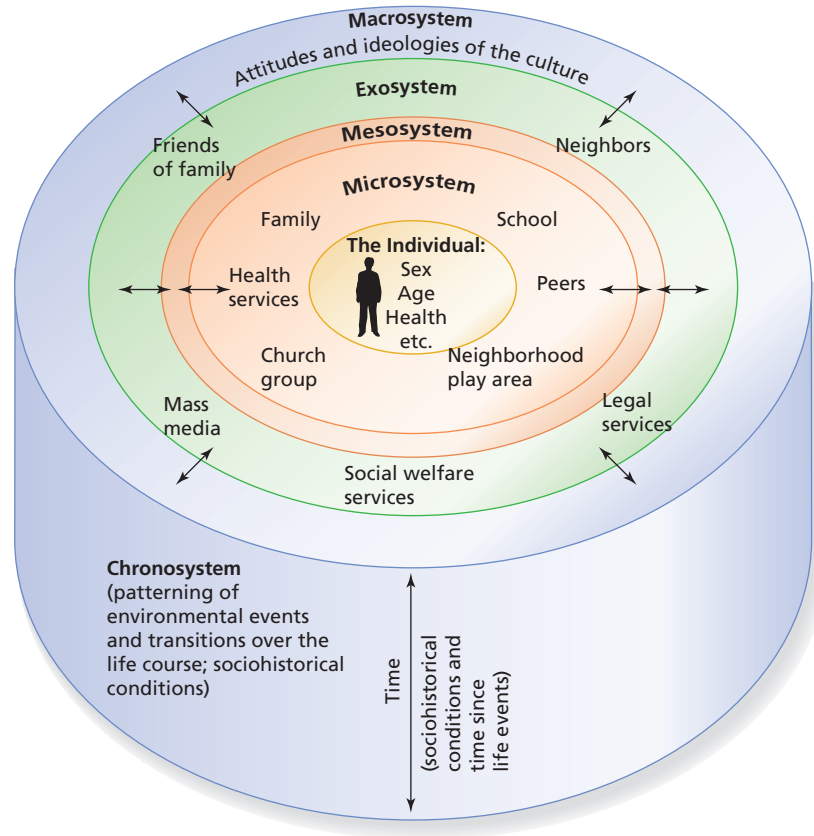 Macrosystem
Attitudes and ideologies of the culture
Exosystem
Friends
of family
Neighbors
Mesosystem
Microsystem
Family
School
The Individual:
Sex
Age
Health
etc.
Health
services
Peers
Church
group
Neighborhood
play area
Mass
media
Legal
services
Social welfare
services
Chronosystem
(patterning of
environmental events
and transitions over the
life course; sociohistorical
conditions)
Time
(sociohistorical
conditions and
time since
life events)